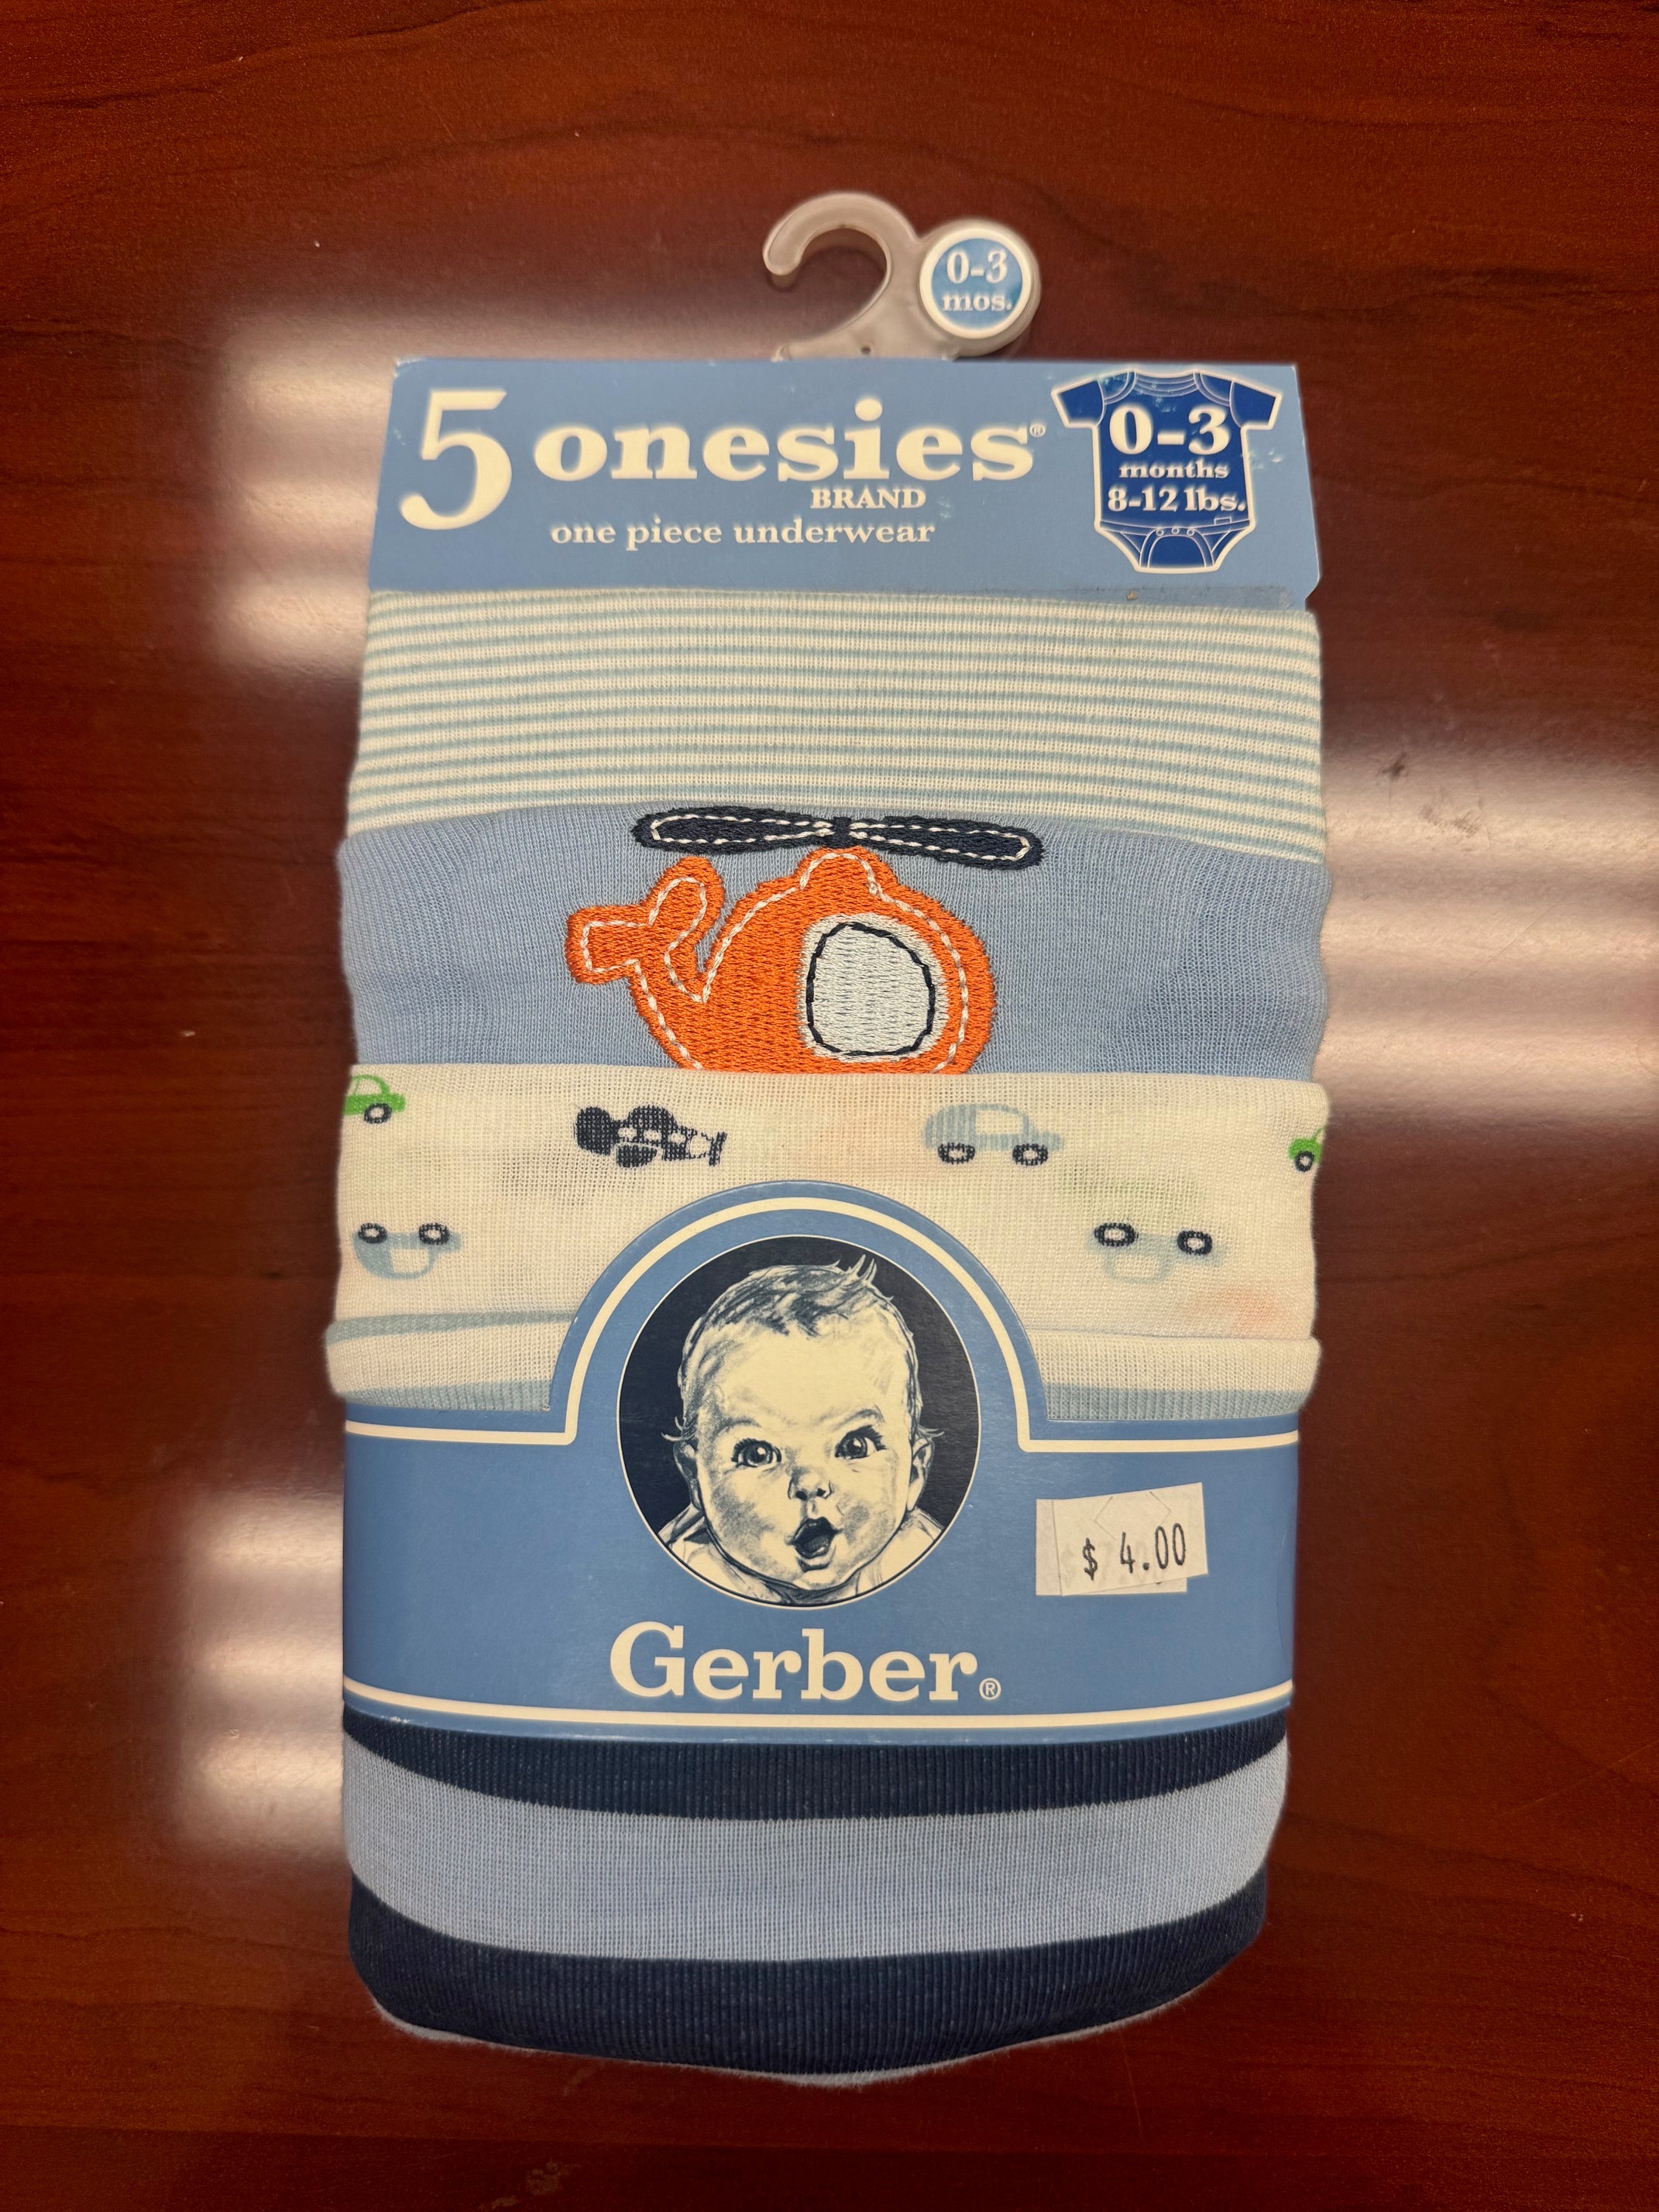 0-3
mos.
5 onesies®
BRAND
one piece underwear
0-3
months
8-12 lbs.
$ 4.00
Gerber®